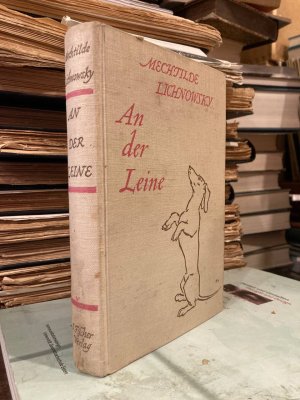 MECHTILDE
LICHNOWSKY
An
der
Leine
Mechtilde
Lichnowsky
AN
DER
LEINE
S. Fischer
Verlag